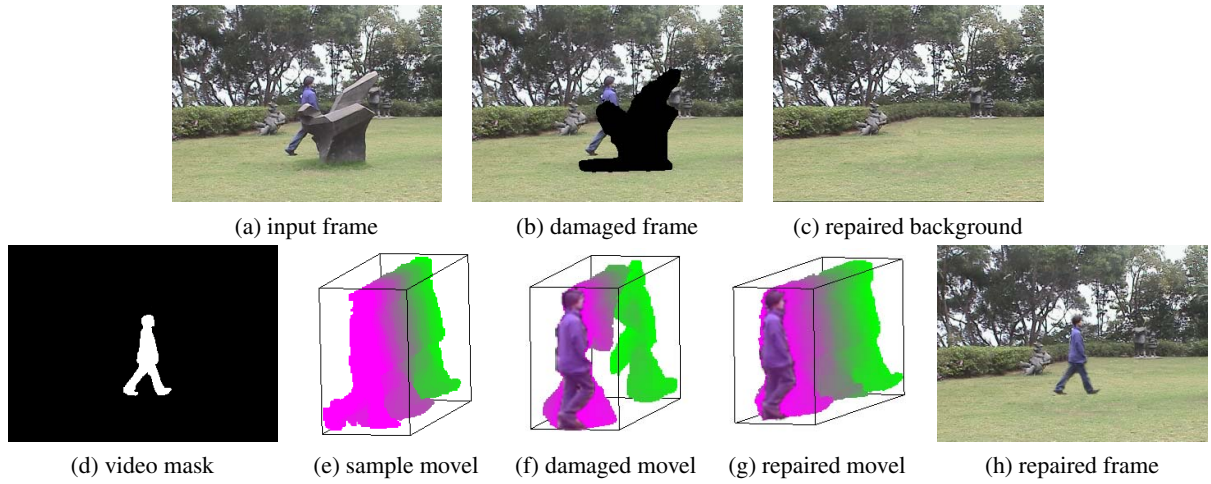 (a) input frame
(b) damaged frame
(c) repaired background
(d) video mask
(e) sample movel
(f) damaged movel
(g) repaired movel
(h) repaired frame